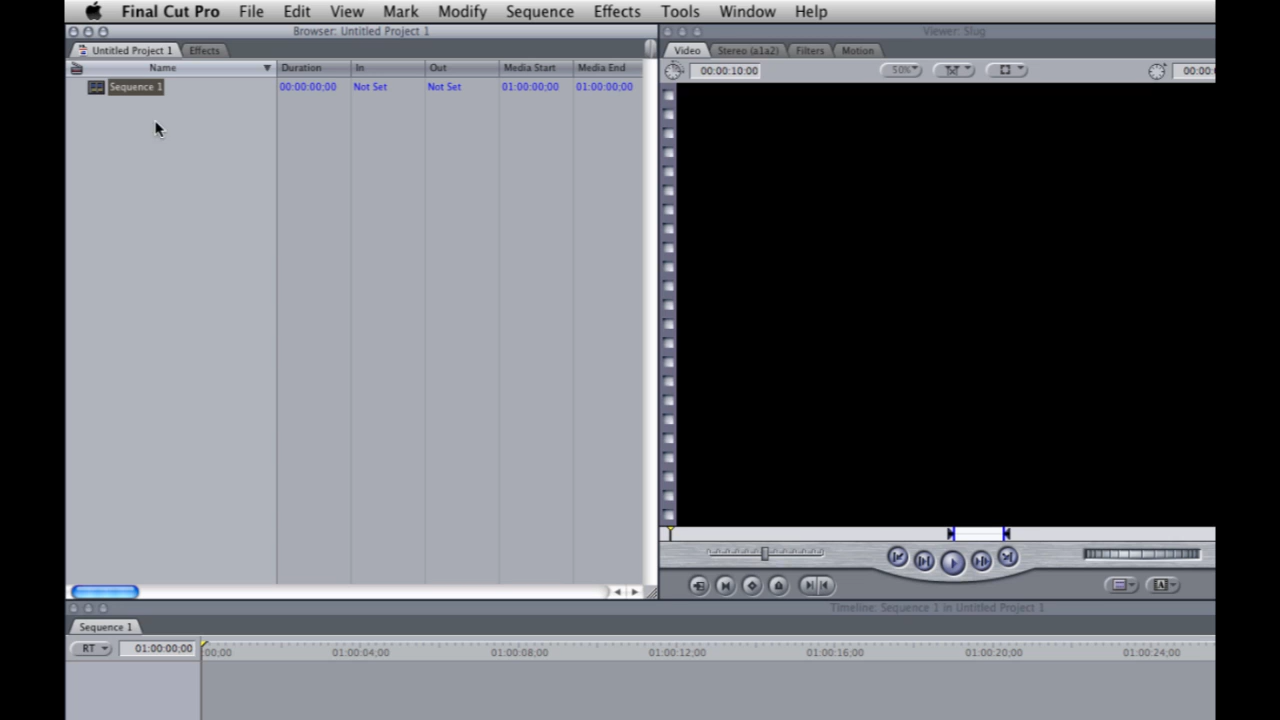 Final Cut Pro File Edit View Mark Modify Sequence Effects Tools Window Help
Browser: Untitled Project 1
Viewer: Slug
Untitled Project 1 Effects
Video Stereo (a1a2) Filters Motion
Name Duration In Out Media Start Media End
00:00:10:00 50% 00:00:
Sequence 1 00:00:00;00 Not Set Not Set 01:00:00;00 01:00:00;00
Timeline: Sequence 1 in Untitled Project 1
Sequence 1
RT 01:00:00;00 :00;00 01:00:04;00 01:00:08;00 01:00:12;00 01:00:16;00 01:00:20;00 01:00:24;00